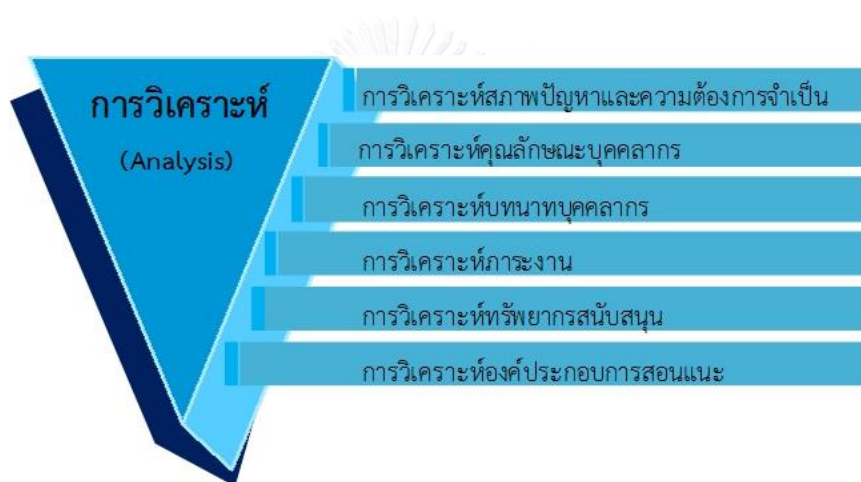 การวิเคราะห์
(Analysis)
การวิเคราะห์สภาพปัญหาและความต้องการจำเป็น
การวิเคราะห์คุณลักษณะบุคคลากร
การวิเคราะห์บทนาทบุคคลากร
การวิเคราะห์ภาระงาน
การวิเคราะห์ทรัพยากรสนับสนุน
การวิเคราะห์องค์ประกอบการสอนแนะ